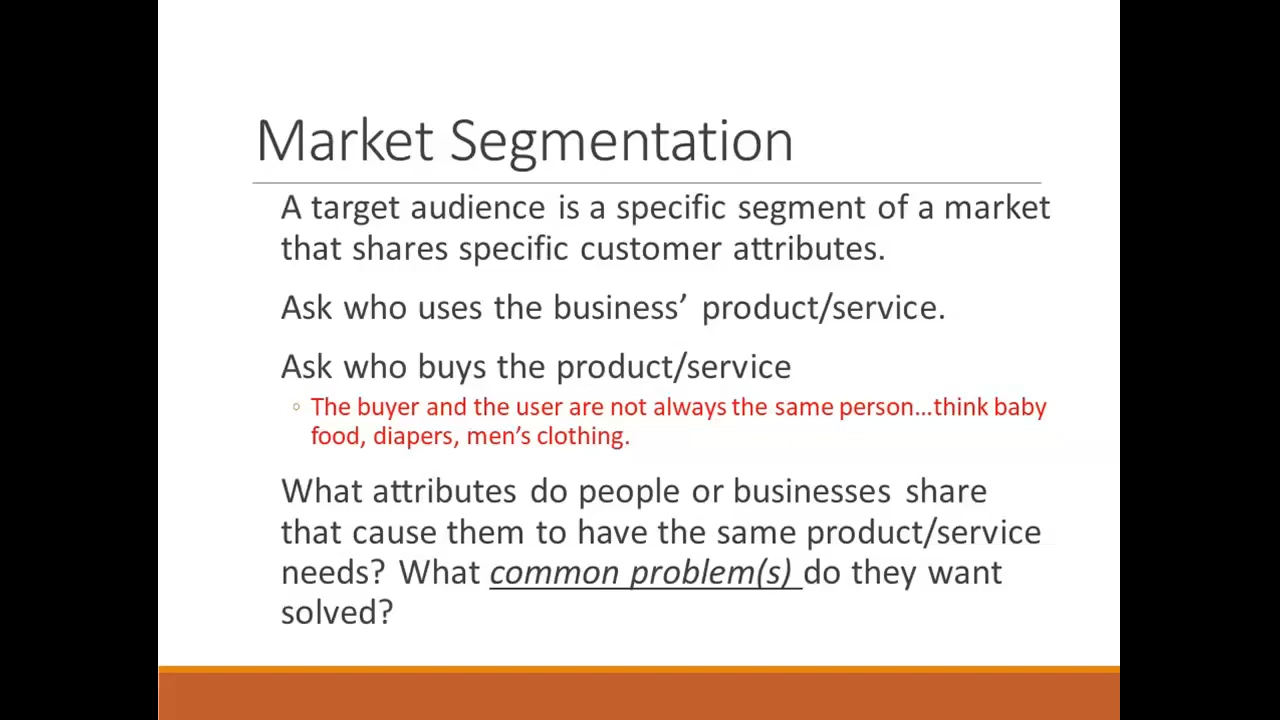 Market Segmentation
A target audience is a specific segment of a market
that shares specific customer attributes.
Ask who uses the business’ product/service.
Ask who buys the product/service
◦ The buyer and the user are not always the same person…think baby
food, diapers, men’s clothing.
What attributes do people or businesses share
that cause them to have the same product/service
needs? What common problem(s) do they want
solved?